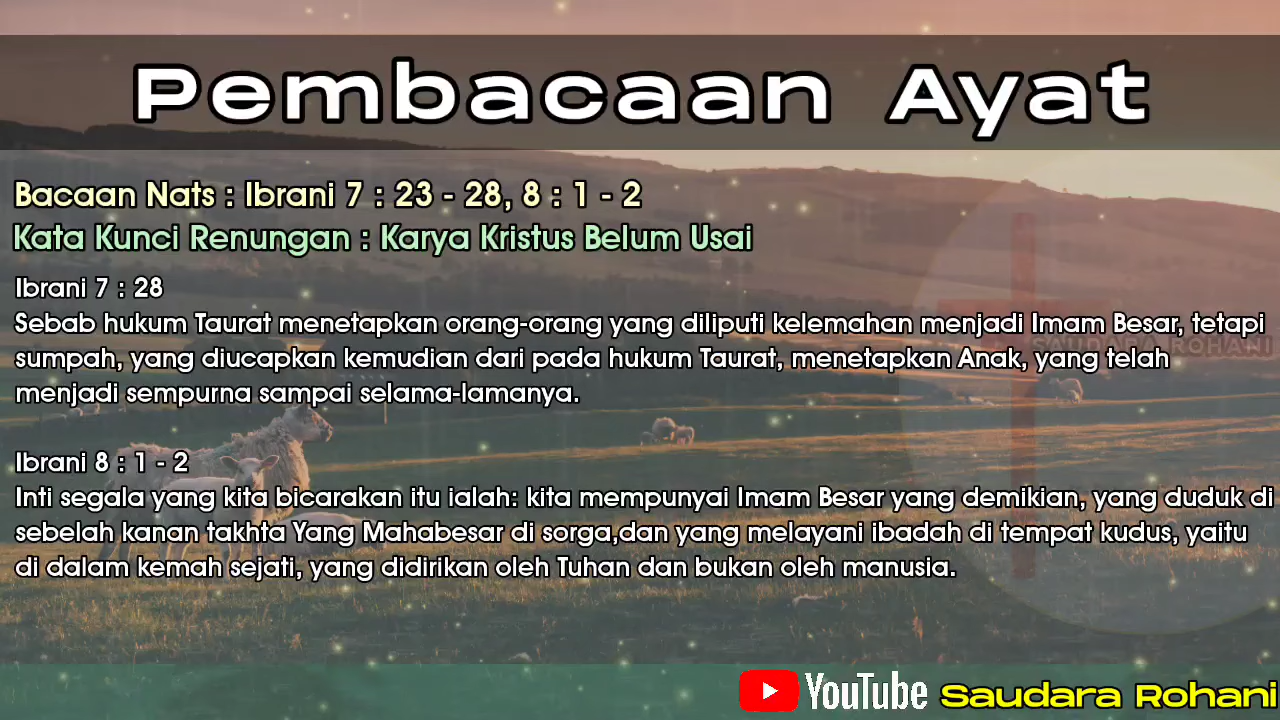 Pembacaan Ayat
Bacaan Nats : Ibrani 7 : 23 - 28, 8 : 1 - 2
Kata Kunci Renungan : Karya Kristus Belum Usai
Ibrani 7 : 28
Sebab hukum Taurat menetapkan orang-orang yang diliputi kelemahan menjadi Imam Besar, tetapi
sumpah, yang diucapkan kemudian dari pada hukum Taurat, menetapkan Anak, yang telah
menjadi sempurna sampai selama-lamanya.
SAUDARA ROHANI
Ibrani 8 : 1 - 2
Inti segala yang kita bicarakan itu ialah: kita mempunyai Imam Besar yang demikian, yang duduk di
sebelah kanan takhta Yang Mahabesar di sorga,dan yang melayani ibadah di tempat kudus, yaitu
di dalam kemah sejati, yang didirikan oleh Tuhan dan bukan oleh manusia.
YouTube Saudara Rohani